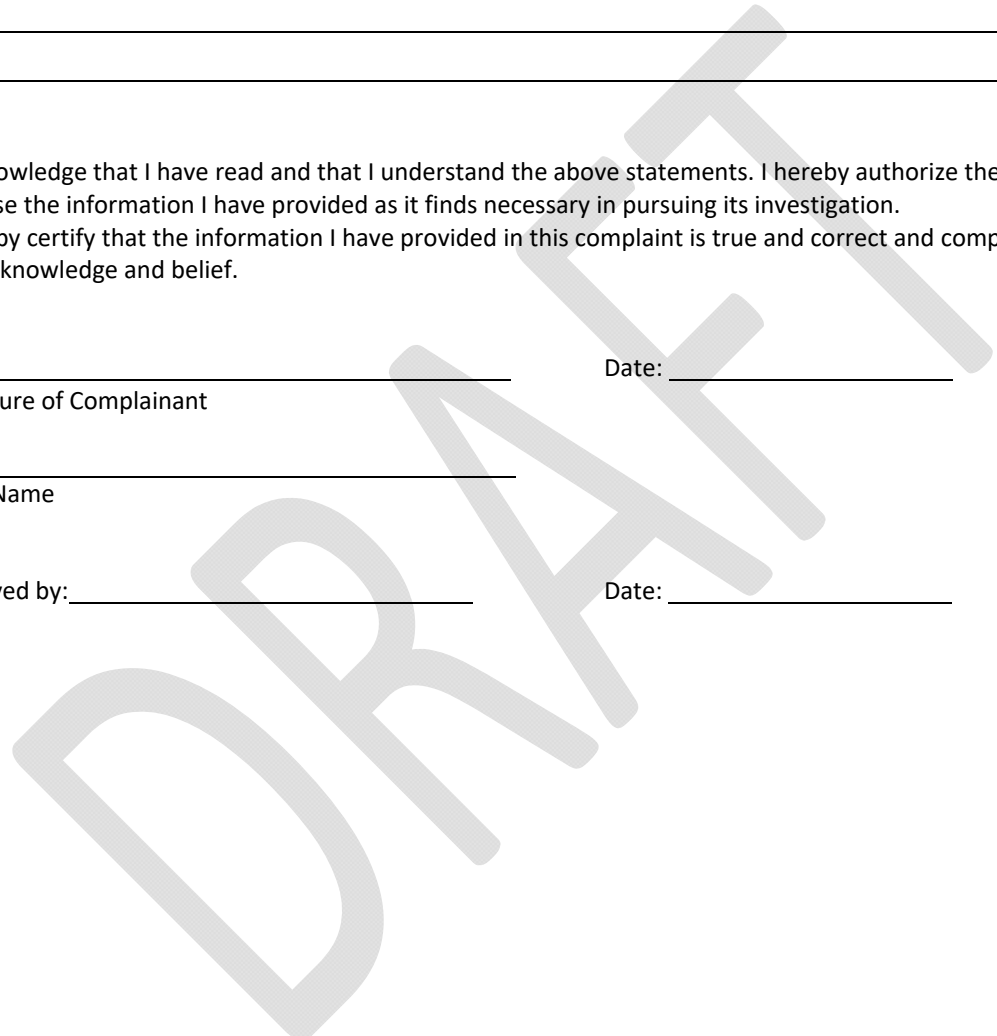 owledge that I have read and that I understand the above statements. I hereby authorize the
se the information I have provided as it finds necessary in pursuing its investigation.
by certify that the information I have provided in this complaint is true and correct and comp
knowledge and belief.
Date:
ure of Complainant
Name
ved by: Date:
DRAFT